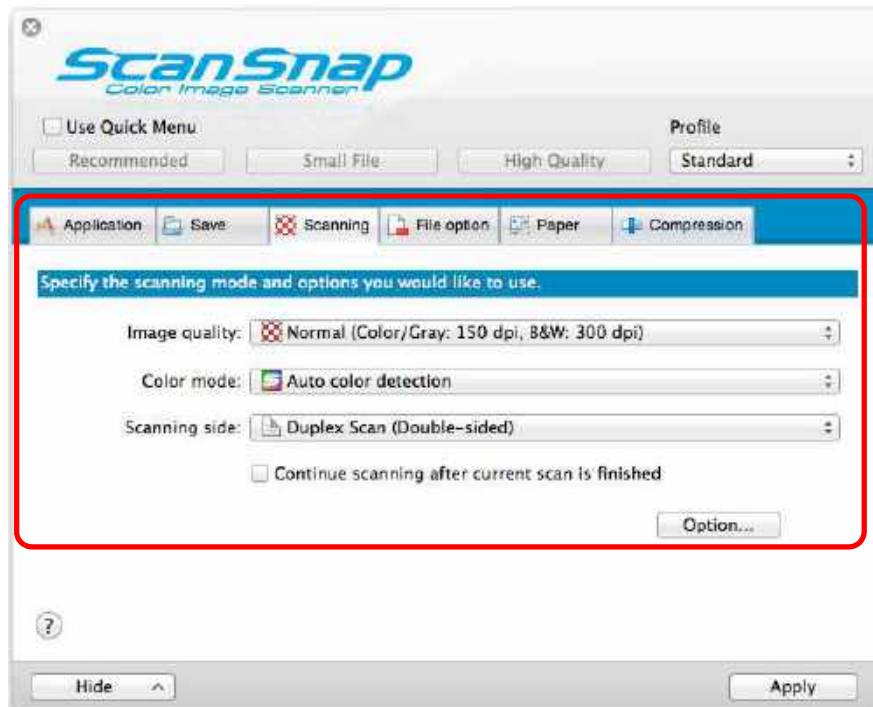 ScanSnap
Color Image Scanner
Use Quick Menu
Profile
Recommended Small File High Quality Standard
Application Save Scanning File option Paper Compression
Specify the scanning mode and options you would like to use.
Image quality: Normal (Color/Gray: 150 dpi, B&W: 300 dpi)
Color mode: Auto color detection
Scanning side: Duplex Scan (Double-sided)
Continue scanning after current scan is finished
Option...
?
Hide Apply